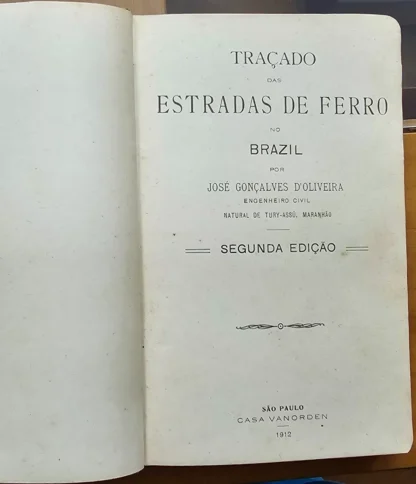 TRAÇADO
DAS
ESTRADAS DE FERRO
NO
BRAZIL
POR
JOSÉ GONÇALVES D'OLIVEIRA
ENGENHEIRO CIVIL
NATURAL DE TURY-ASSÚ, MARANHÃO
SEGUNDA EDIÇÃO
SÃO PAULO
CASA VANORDEN
1912